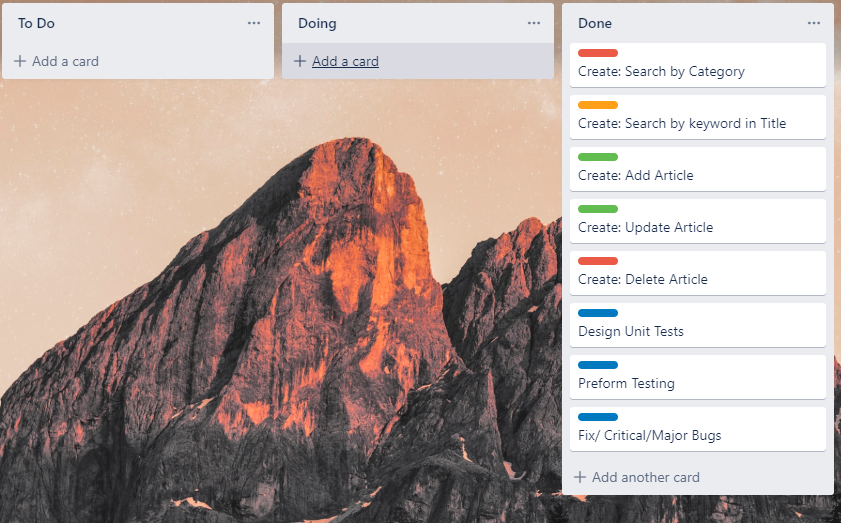 To Do
Add a card
Doing
Add a card
Done
Create: Search by Category
Create: Search by keyword in Title
Create: Add Article
Create: Update Article
Create: Delete Article
Design Unit Tests
Preform Testing
Fix/ Critical/Major Bugs
Add another card